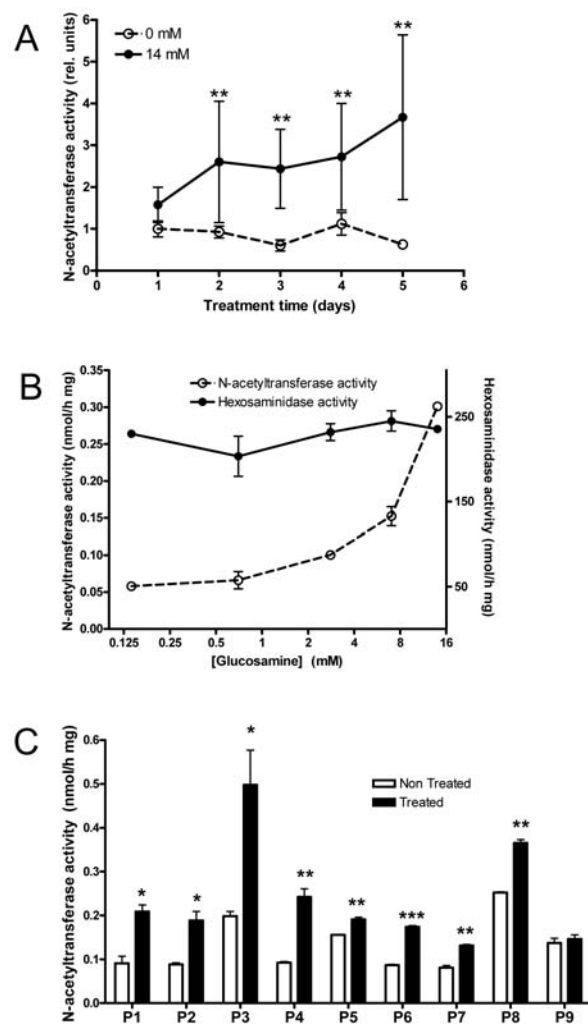 A
0 mM
14 mM
N-acetyltransferase activity (rel. units)
6
5
4
3
2
1
0
**
**
**
**
0 1 2 3 4 5 6
Treatment time (days)
B
N-acetyltransferase activity
Hexosaminidase activity
N-acetyltransferase activity (nmol/h mg)
0.35
0.30
0.25
0.20
0.15
0.10
0.05
0.00
250
150
50
Hexosaminidase activity
(nmol/h mg)
0.125 0.25 0.5 1 2 4 8 16
[Glucosamine] (mM)
C
N-acetyltransferase activity (nmol/h mg)
0.6
0.5
0.4
0.3
0.2
0.1
0.0
Non Treated
Treated
* * * ** ** *** ** **
P1 P2 P3 P4 P5 P6 P7 P8 P9